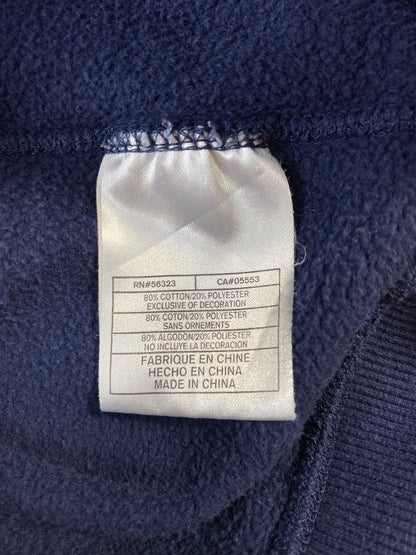 RN#56323 CA#05553
80% COTTON/20% POLYESTER
EXCLUSIVE OF DECORATION
80% COTON/20% POLYESTER
SANS ORNEMENTS
80% ALGODON/20% POLIESTER
NO INCLUYE LA DECORACION
FABRIQUE EN CHINE
HECHO EN CHINA
MADE IN CHINA